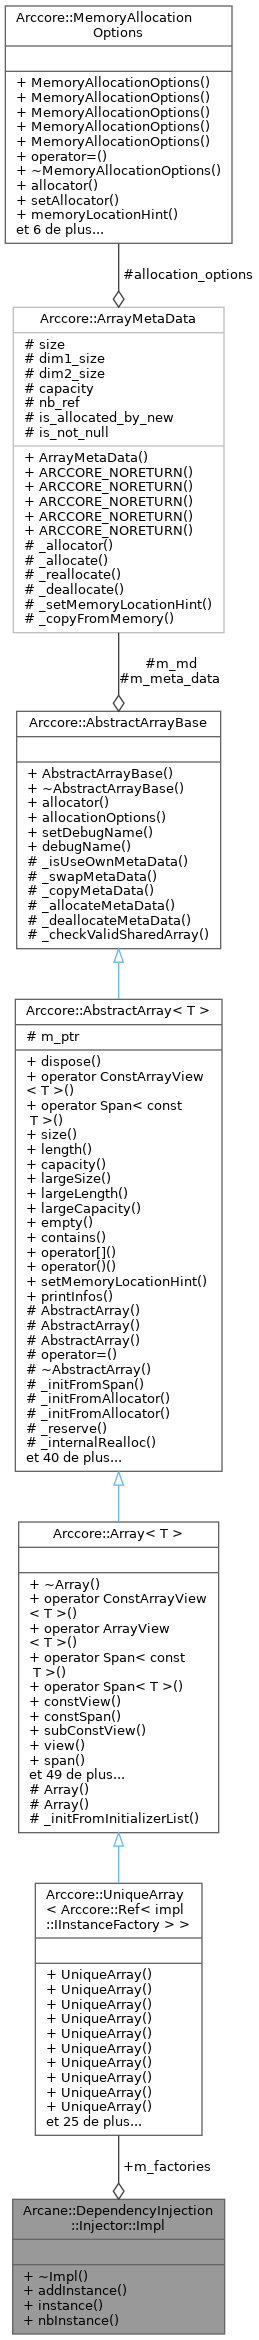 Arccore::MemoryAllocation
Options
+ MemoryAllocationOptions()
+ MemoryAllocationOptions()
+ MemoryAllocationOptions()
+ MemoryAllocationOptions()
+ MemoryAllocationOptions()
+ operator=()
+ ~MemoryAllocationOptions()
+ allocator()
+ setAllocator()
+ memoryLocationHint()
et 6 de plus...
#allocation_options
Arccore::ArrayMetaData
# size
# dim1_size
# dim2_size
# capacity
# nb_ref
# is_allocated_by_new
# is_not_null
+ ArrayMetaData()
+ ARCCORE_NORETURN()
+ ARCCORE_NORETURN()
+ ARCCORE_NORETURN()
+ ARCCORE_NORETURN()
+ ARCCORE_NORETURN()
# _allocator()
# _allocate()
# _reallocate()
# _deallocate()
# _setMemoryLocationHint()
# _copyFromMemory()
#m_md
#m_meta_data
Arccore::AbstractArrayBase
+ AbstractArrayBase()
+ ~AbstractArrayBase()
+ allocator()
+ allocationOptions()
+ setDebugName()
+ debugName()
# _isUseOwnMetaData()
# _swapMetaData()
# _copyMetaData()
# _allocateMetaData()
# _deallocateMetaData()
# _checkValidSharedArray()
Arccore::AbstractArray< T >
# m_ptr
+ dispose()
+ operator ConstArrayView
< T >()
+ operator Span< const
T >()
+ size()
+ length()
+ capacity()
+ largeSize()
+ largeLength()
+ largeCapacity()
+ empty()
+ contains()
+ operator[]()
+ operator()()
+ setMemoryLocationHint()
+ printInfos()
# AbstractArray()
# AbstractArray()
# AbstractArray()
# operator=()
# ~AbstractArray()
# _initFromSpan()
# _initFromAllocator()
# _initFromAllocator()
# _reserve()
# _internalRealloc()
et 40 de plus...
Arccore::Array< T >
+ ~Array()
+ operator ConstArrayView
< T >()
+ operator ArrayView
< T >()
+ operator Span< const
T >()
+ operator Span< T >()
+ constView()
+ constSpan()
+ subConstView()
+ view()
+ span()
et 49 de plus...
# Array()
# Array()
# _initFromInitializerList()
Arccore::UniqueArray
< Arccore::Ref< impl
::IInstanceFactory > >
+ UniqueArray()
+ UniqueArray()
+ UniqueArray()
+ UniqueArray()
+ UniqueArray()
+ UniqueArray()
+ UniqueArray()
+ UniqueArray()
+ UniqueArray()
+ UniqueArray()
et 25 de plus...
+m_factories
Arcane::DependencyInjection
::Injector::Impl
+ ~Impl()
+ addInstance()
+ instance()
+ nbInstance()